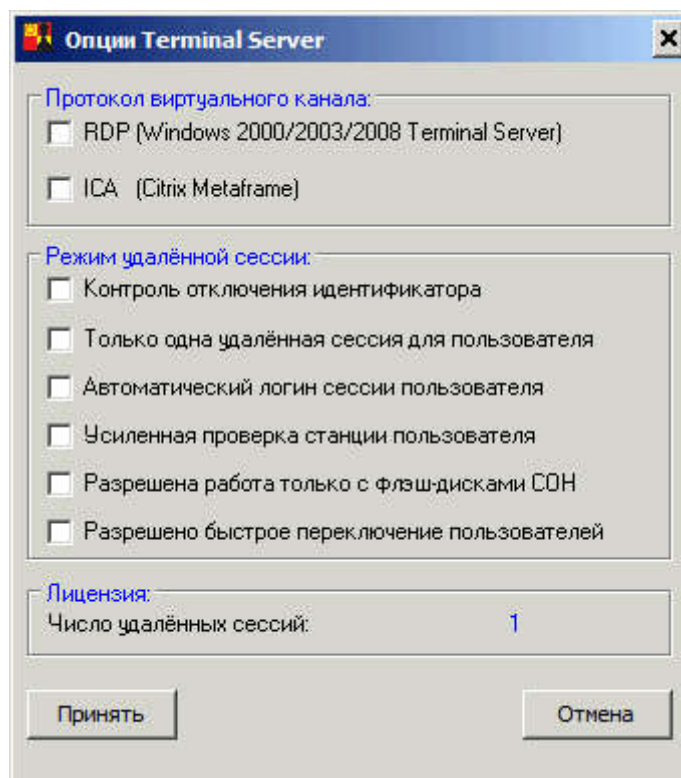 Опции Terminal Server
Протокол виртуального канала:
RDP (Windows 2000/2003/2008 Terminal Server)
ICA (Citrix Metaframe)
Режим удалённой сессии:
Контроль отключения идентификатора
Только одна удалённая сессия для пользователя
Автоматический логин сессии пользователя
Усиленная проверка станции пользователя
Разрешена работа только с флэш-дисками СОН
Разрешено быстрое переключение пользователей
Лицензия:
Число удалённых сессий: 1
Принять Отмена